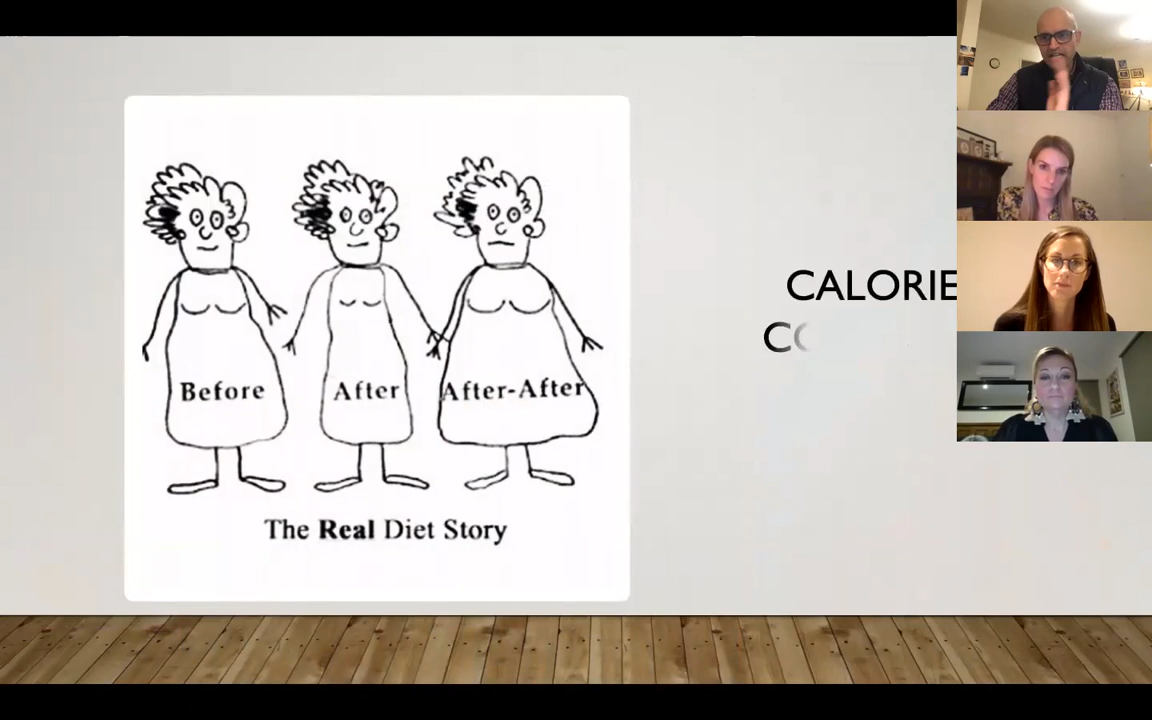 Before
After
After-After
The Real Diet Story
CALORIE